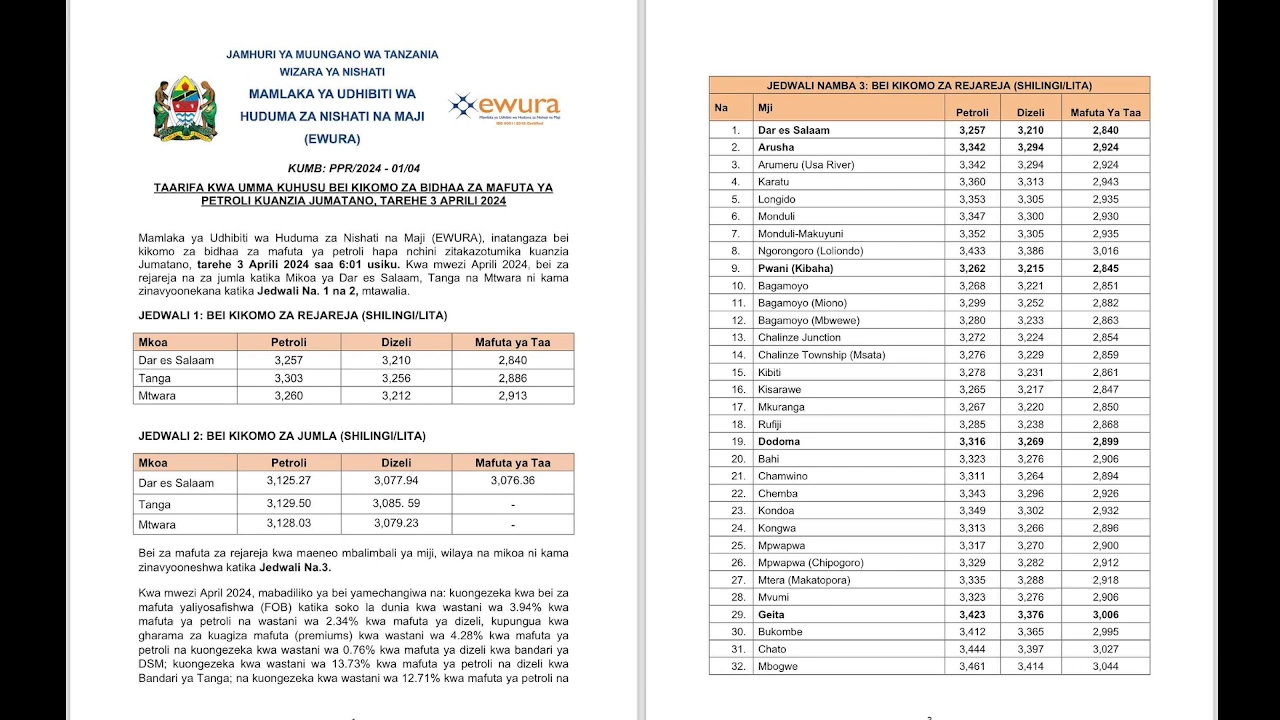 JAMHURI YA MUUNGANO WA TANZANIA
WIZARA YA NISHATI
MAMLAKA YA UDHIBITI WA
HUDUMA ZA NISHATI NA MAJI
(EWURA)
ewura
Mamlaka ya Udhibiti wa Huduma za Nishati na Maji
KUMB: PPR/2024 - 01/04
TAARIFA KWA UMMA KUHUSU BEI KIKOMO ZA BIDHAA ZA MAFUTA YA
PETROLI KUANZIA JUMATANO, TAREHE 3 APRILI 2024
Mamlaka ya Udhibiti wa Huduma za Nishati na Maji (EWURA), inatangaza bei
kikomo za bidhaa za mafuta ya petroli hapa nchini zitakazotumika kuanzia
Jumatano, tarehe 3 Aprili 2024 saa 6:01 usiku. Kwa mwezi Aprili 2024, bei za
rejareja na za jumla katika Mikoa ya Dar es Salaam, Tanga na Mtwara ni kama
zinavyoonekana katika Jedwali Na. 1 na 2, mtawalia.
JEDWALI 1: BEI KIKOMO ZA REJAREJA (SHILINGI/LITA)
Mkoa Petroli Dizeli Mafuta ya Taa
Dar es Salaam 3,257 3,210 2,840
Tanga 3,303 3,256 2,886
Mtwara 3,260 3,212 2,913
JEDWALI 2: BEI KIKOMO ZA JUMLA (SHILINGI/LITA)
Mkoa Petroli Dizeli Mafuta ya Taa
Dar es Salaam 3,125.27 3,077.94 3,076.36
Tanga 3,129.50 3,085. 59 -
Mtwara 3,128.03 3,079.23 -
Bei za mafuta za rejareja kwa maeneo mbalimbali ya miji, wilaya na mikoa ni kama
zinavyooneshwa katika Jedwali Na.3.
Kwa mwezi April 2024, mabadiliko ya bei yamechangiwa na: kuongezeka kwa bei za
mafuta yaliyosafishwa (FOB) katika soko la dunia kwa wastani wa 3.94% kwa
mafuta ya petroli na wastani wa 2.34% kwa mafuta ya dizeli, kupungua kwa
gharama za kuagiza mafuta (premiums) kwa wastani wa 4.28% kwa mafuta ya
petroli na kuongezeka kwa wastani wa 0.76% kwa mafuta ya dizeli kwa bandari ya
DSM; kuongezeka kwa wastani wa 13.73% kwa mafuta ya petroli na dizeli kwa
Bandari ya Tanga; na kuongezeka kwa wastani wa 12.71% kwa mafuta ya petroli na
JEDWALI NAMBA 3: BEI KIKOMO ZA REJAREJA (SHILINGI/LITA)
Na Mji Petroli Dizeli Mafuta Ya Taa
1. Dar es Salaam 3,257 3,210 2,840
2. Arusha 3,342 3,294 2,924
3. Arumeru (Usa River) 3,342 3,294 2,924
4. Karatu 3,360 3,313 2,943
5. Longido 3,353 3,305 2,935
6. Monduli 3,347 3,300 2,930
7. Monduli-Makuyuni 3,352 3,305 2,935
8. Ngorongoro (Loliondo) 3,433 3,386 3,016
9. Pwani (Kibaha) 3,262 3,215 2,845
10. Bagamoyo 3,268 3,221 2,851
11. Bagamoyo (Miono) 3,299 3,252 2,882
12. Bagamoyo (Mbwewe) 3,280 3,233 2,863
13. Chalinze Junction 3,272 3,224 2,854
14. Chalinze Township (Msata) 3,276 3,229 2,859
15. Kibiti 3,278 3,231 2,861
16. Kisarawe 3,265 3,217 2,847
17. Mkuranga 3,267 3,220 2,850
18. Rufiji 3,285 3,238 2,868
19. Dodoma 3,316 3,269 2,899
20. Bahi 3,323 3,276 2,906
21. Chamwino 3,311 3,264 2,894
22. Chemba 3,343 3,296 2,926
23. Kondoa 3,349 3,302 2,932
24. Kongwa 3,313 3,266 2,896
25. Mpwapwa 3,317 3,270 2,900
26. Mpwapwa (Chipogoro) 3,329 3,282 2,912
27. Mtera (Makatopora) 3,335 3,288 2,918
28. Mvumi 3,323 3,276 2,906
29. Geita 3,423 3,376 3,006
30. Bukombe 3,412 3,365 2,995
31. Chato 3,444 3,397 3,027
32. Mbogwe 3,461 3,414 3,044